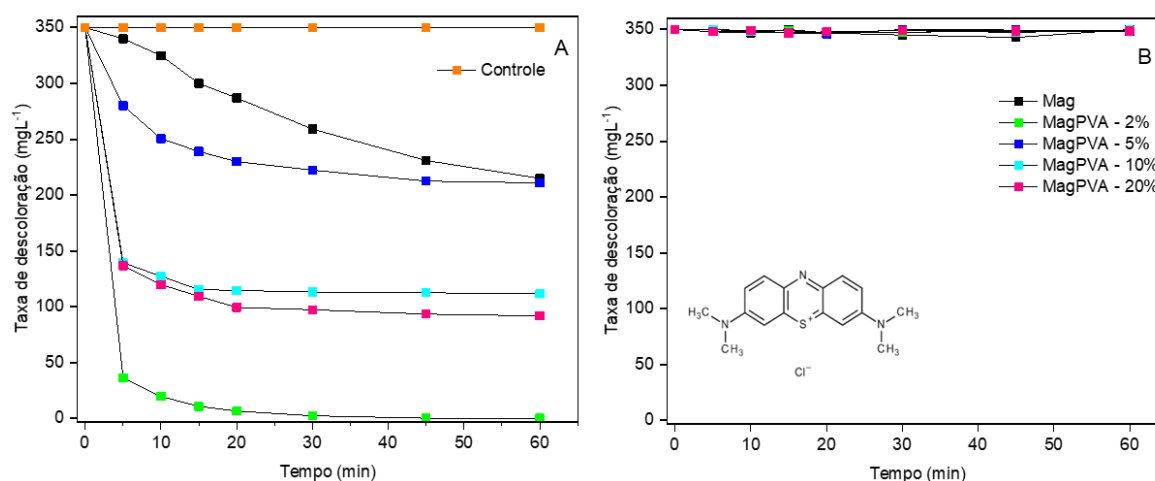 A
Controle
350
300
250
200
150
100
50
0
0 10 20 30 40 50 60
Tempo (min)
Taxa de descoloração (mgL⁻¹)
B
Mag
MagPVA - 2%
MagPVA - 5%
MagPVA - 10%
MagPVA - 20%
350
300
250
200
150
100
50
0
N
H₃C N S⁺ N CH₃
CH₃ CH₃
Cl⁻
0 10 20 30 40 50 60
Tempo (min)
Taxa de descoloração (mgL⁻¹)